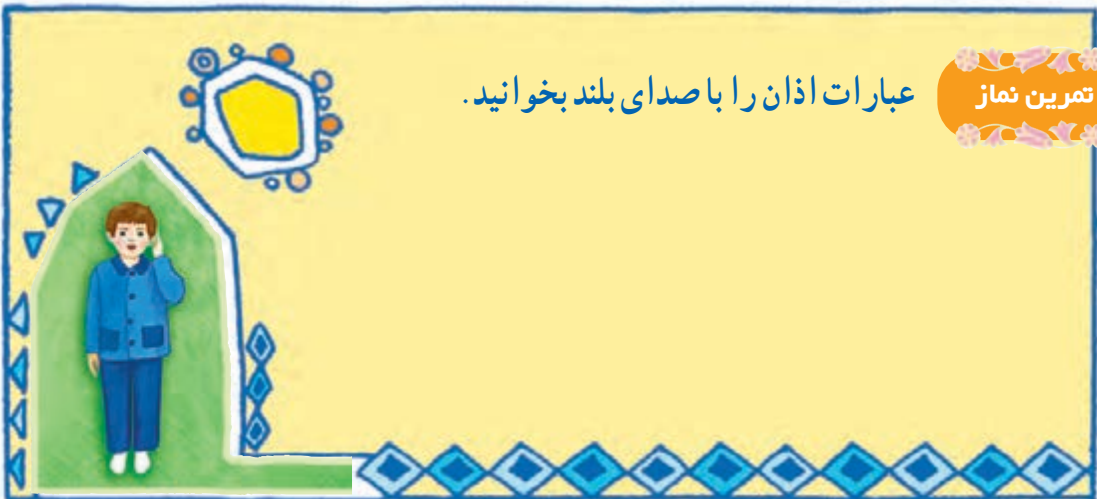 تمرین نماز
عبارات اذان را با صدای بلند بخوانید.